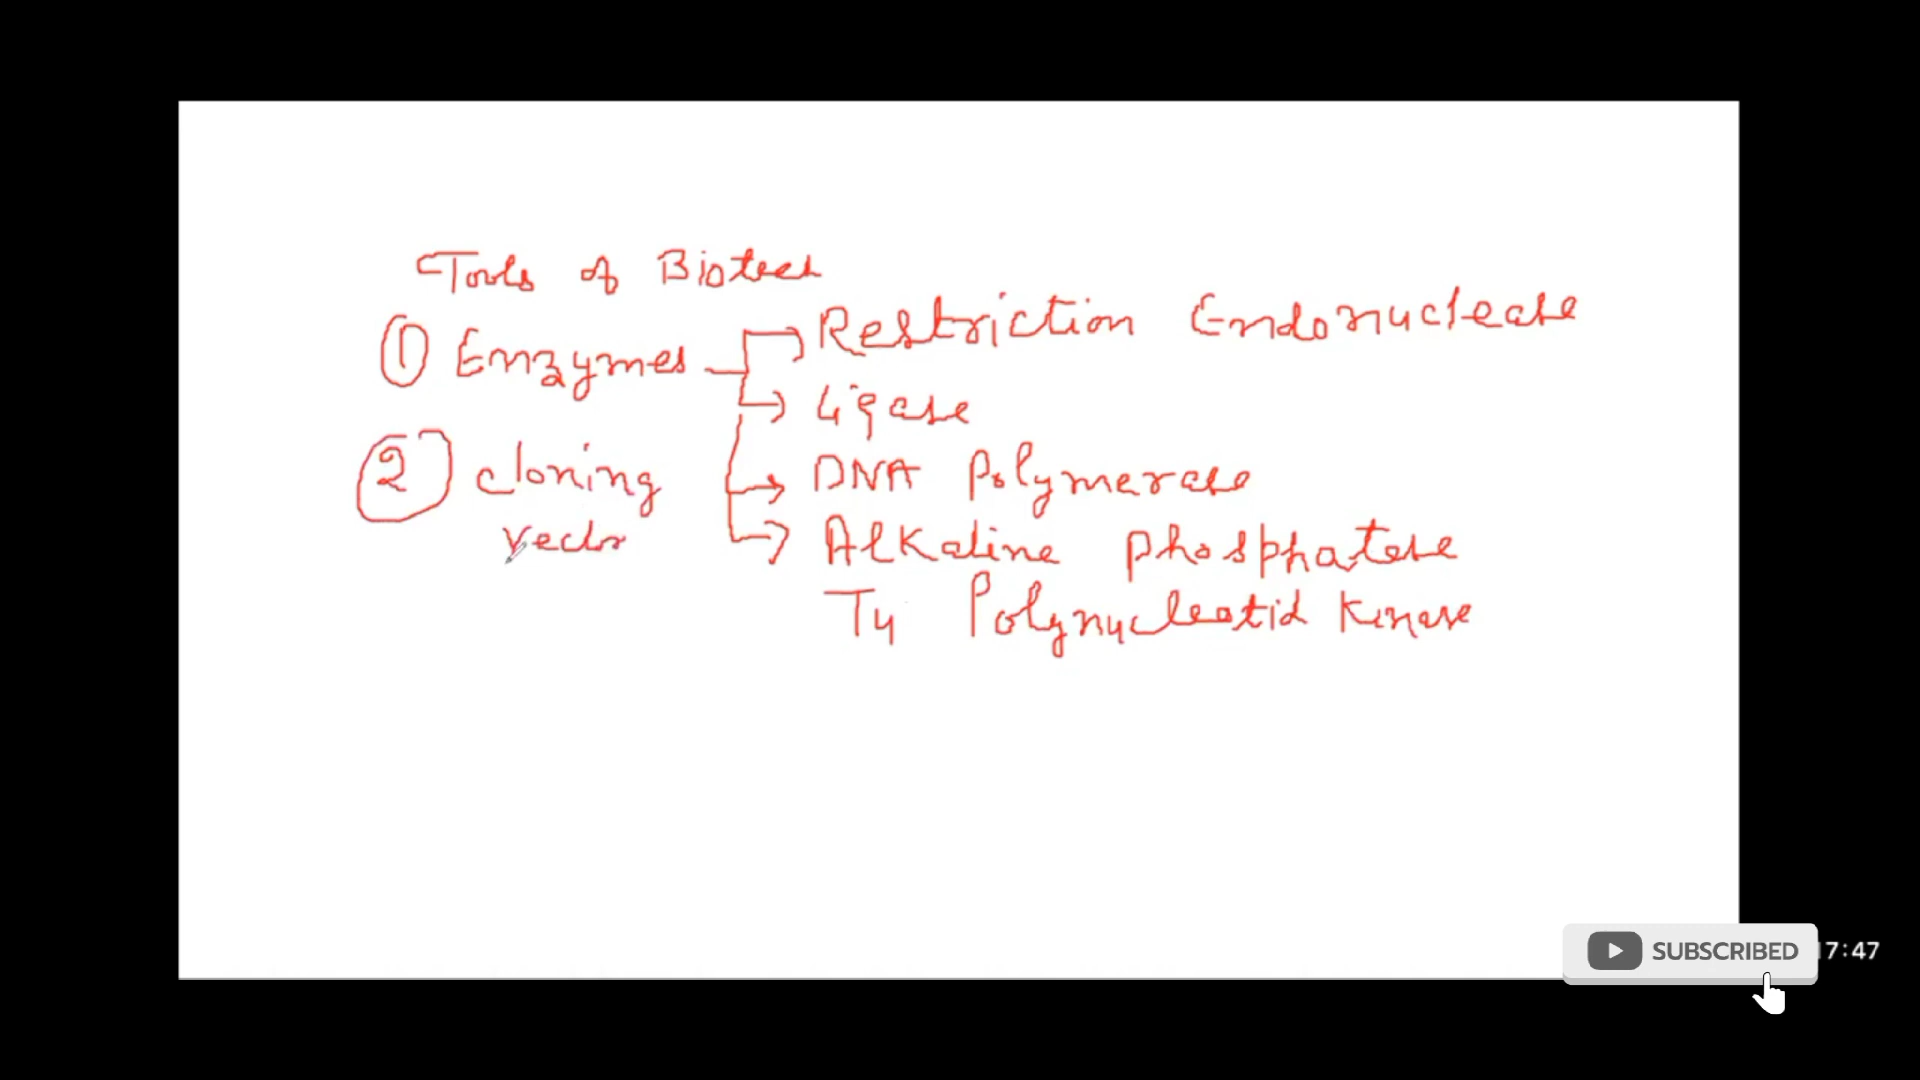 Tools of Biotech
① Enzymes → Restriction Endonuclease
→ Ligase
② cloning vector
→ DNA Polymerase
→ Alkaline phosphatase
T4 Polynucleotid Kinase
SUBSCRIBED
17:47